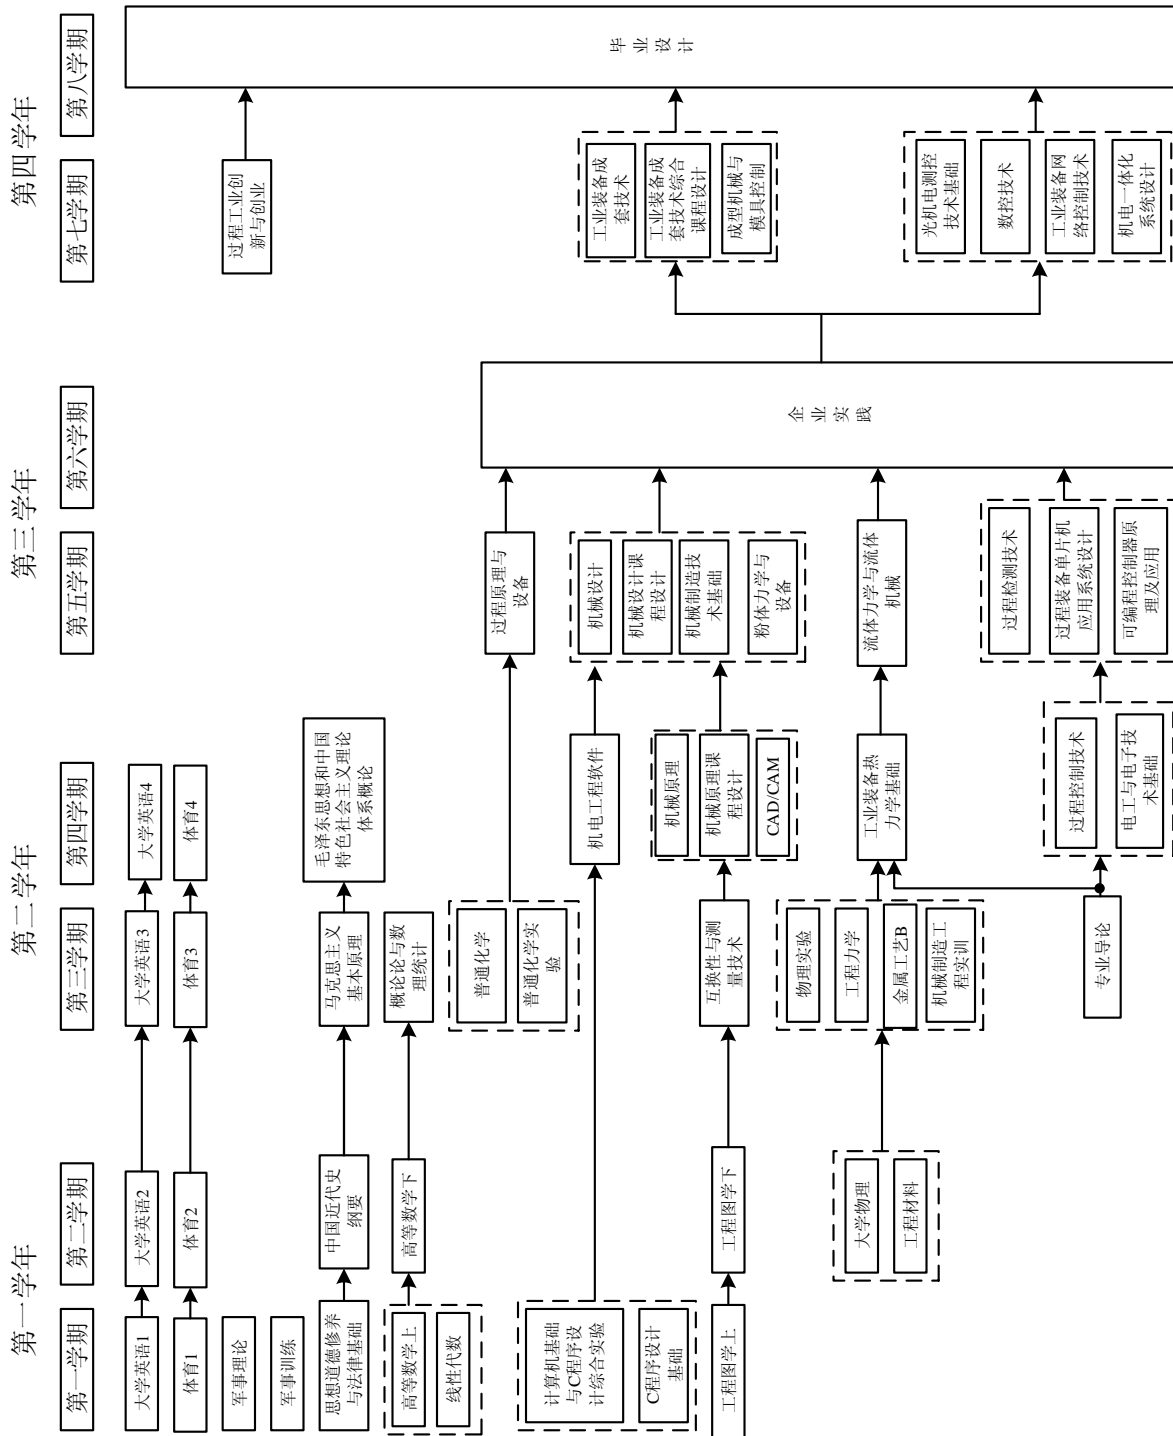 第一学年
第二学年
第三学年
第四学年
第一学期
第二学期
第三学期
第四学期
第五学期
第六学期
第七学期
第八学期
大学英语1
大学英语2
大学英语3
大学英语4
体育1
体育2
体育3
体育4
军事理论
军事训练
过程工业创
新与创业
思想道德修养
与法律基础
中国近代史
纲要
马克思主义
基本原理
毛泽东思想和中国
特色社会主义理论
体系概论
高等数学上
线性代数
高等数学下
概论论与数
理统计
普通化学
普通化学实
验
过程原理与
设备
计算机基础
与C程序设
计综合实验
C程序设计
基础
机电工程软件
机械设计
机械设计课
程设计
机械制造技
术基础
粉体力学与
设备
工程图学上
工程图学下
互换性与测
量技术
机械原理
机械原理课
程设计
CAD/CAM
大学物理
工程材料
物理实验
工程力学
金属工艺B
机械制造工
程实训
工业装备热
力学基础
流体力学与流体
机械
专业导论
过程控制技术
电工与电子技
术基础
过程检测技术
过程装备单片机
应用系统设计
可编程控制器原
理及应用
企业实践
工业装备成
套技术
工业装备成
套技术综合
课程设计
成型机械与
模具控制
光机电测控
技术基础
数控技术
工业装备网
络控制技术
机电一体化
系统设计
毕业设计